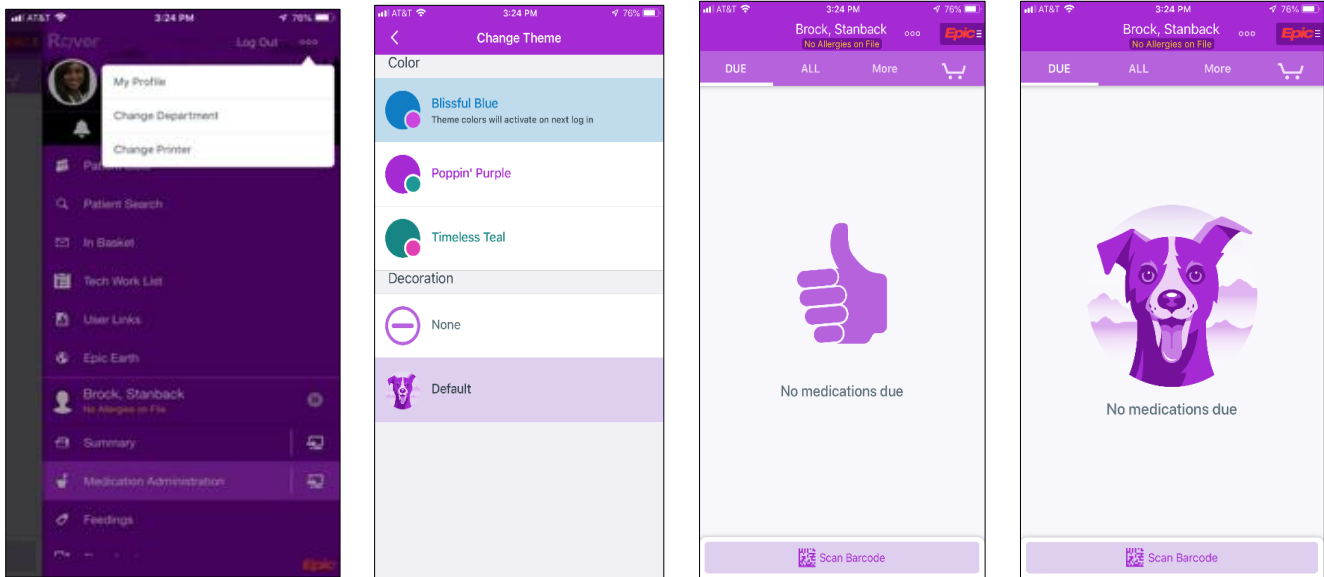 AT&T 3:24 PM 76%
Rover Log Out
My Profile
Change Department
Change Printer
Patient Search
In Basket
Tech Work List
User Links
Epic Earth
Brock, Stanback
No Allergies on File
Summary
Medication Administration
Feedings
Epic
AT&T 3:24 PM 76%
Change Theme
Color
Blissful Blue
Theme colors will activate on next log in
Poppin' Purple
Timeless Teal
Decoration
None
Default
AT&T 3:24 PM 76%
Brock, Stanback
No Allergies on File
Epic
DUE ALL More
No medications due
Scan Barcode
AT&T 3:24 PM 76%
Brock, Stanback
No Allergies on File
Epic
DUE ALL More
No medications due
Scan Barcode